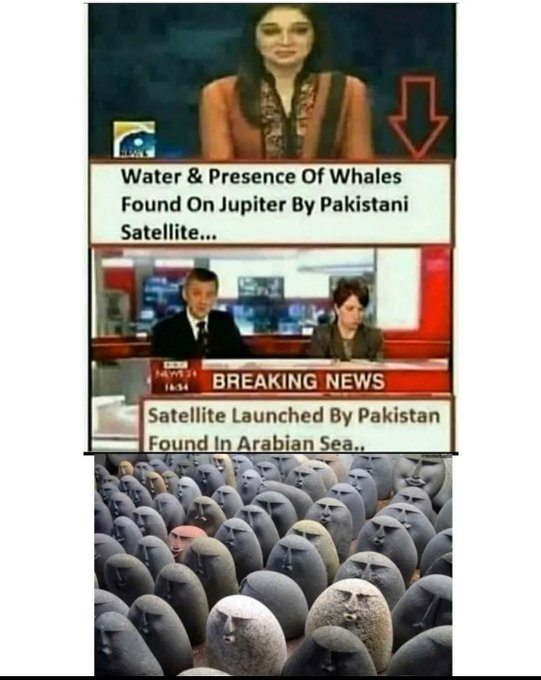 NEWS
Water & Presence Of Whales
Found On Jupiter By Pakistani
Satellite...
NEWS 24
16:54
BREAKING NEWS
Satellite Launched By Pakistan
Found In Arabian Sea..